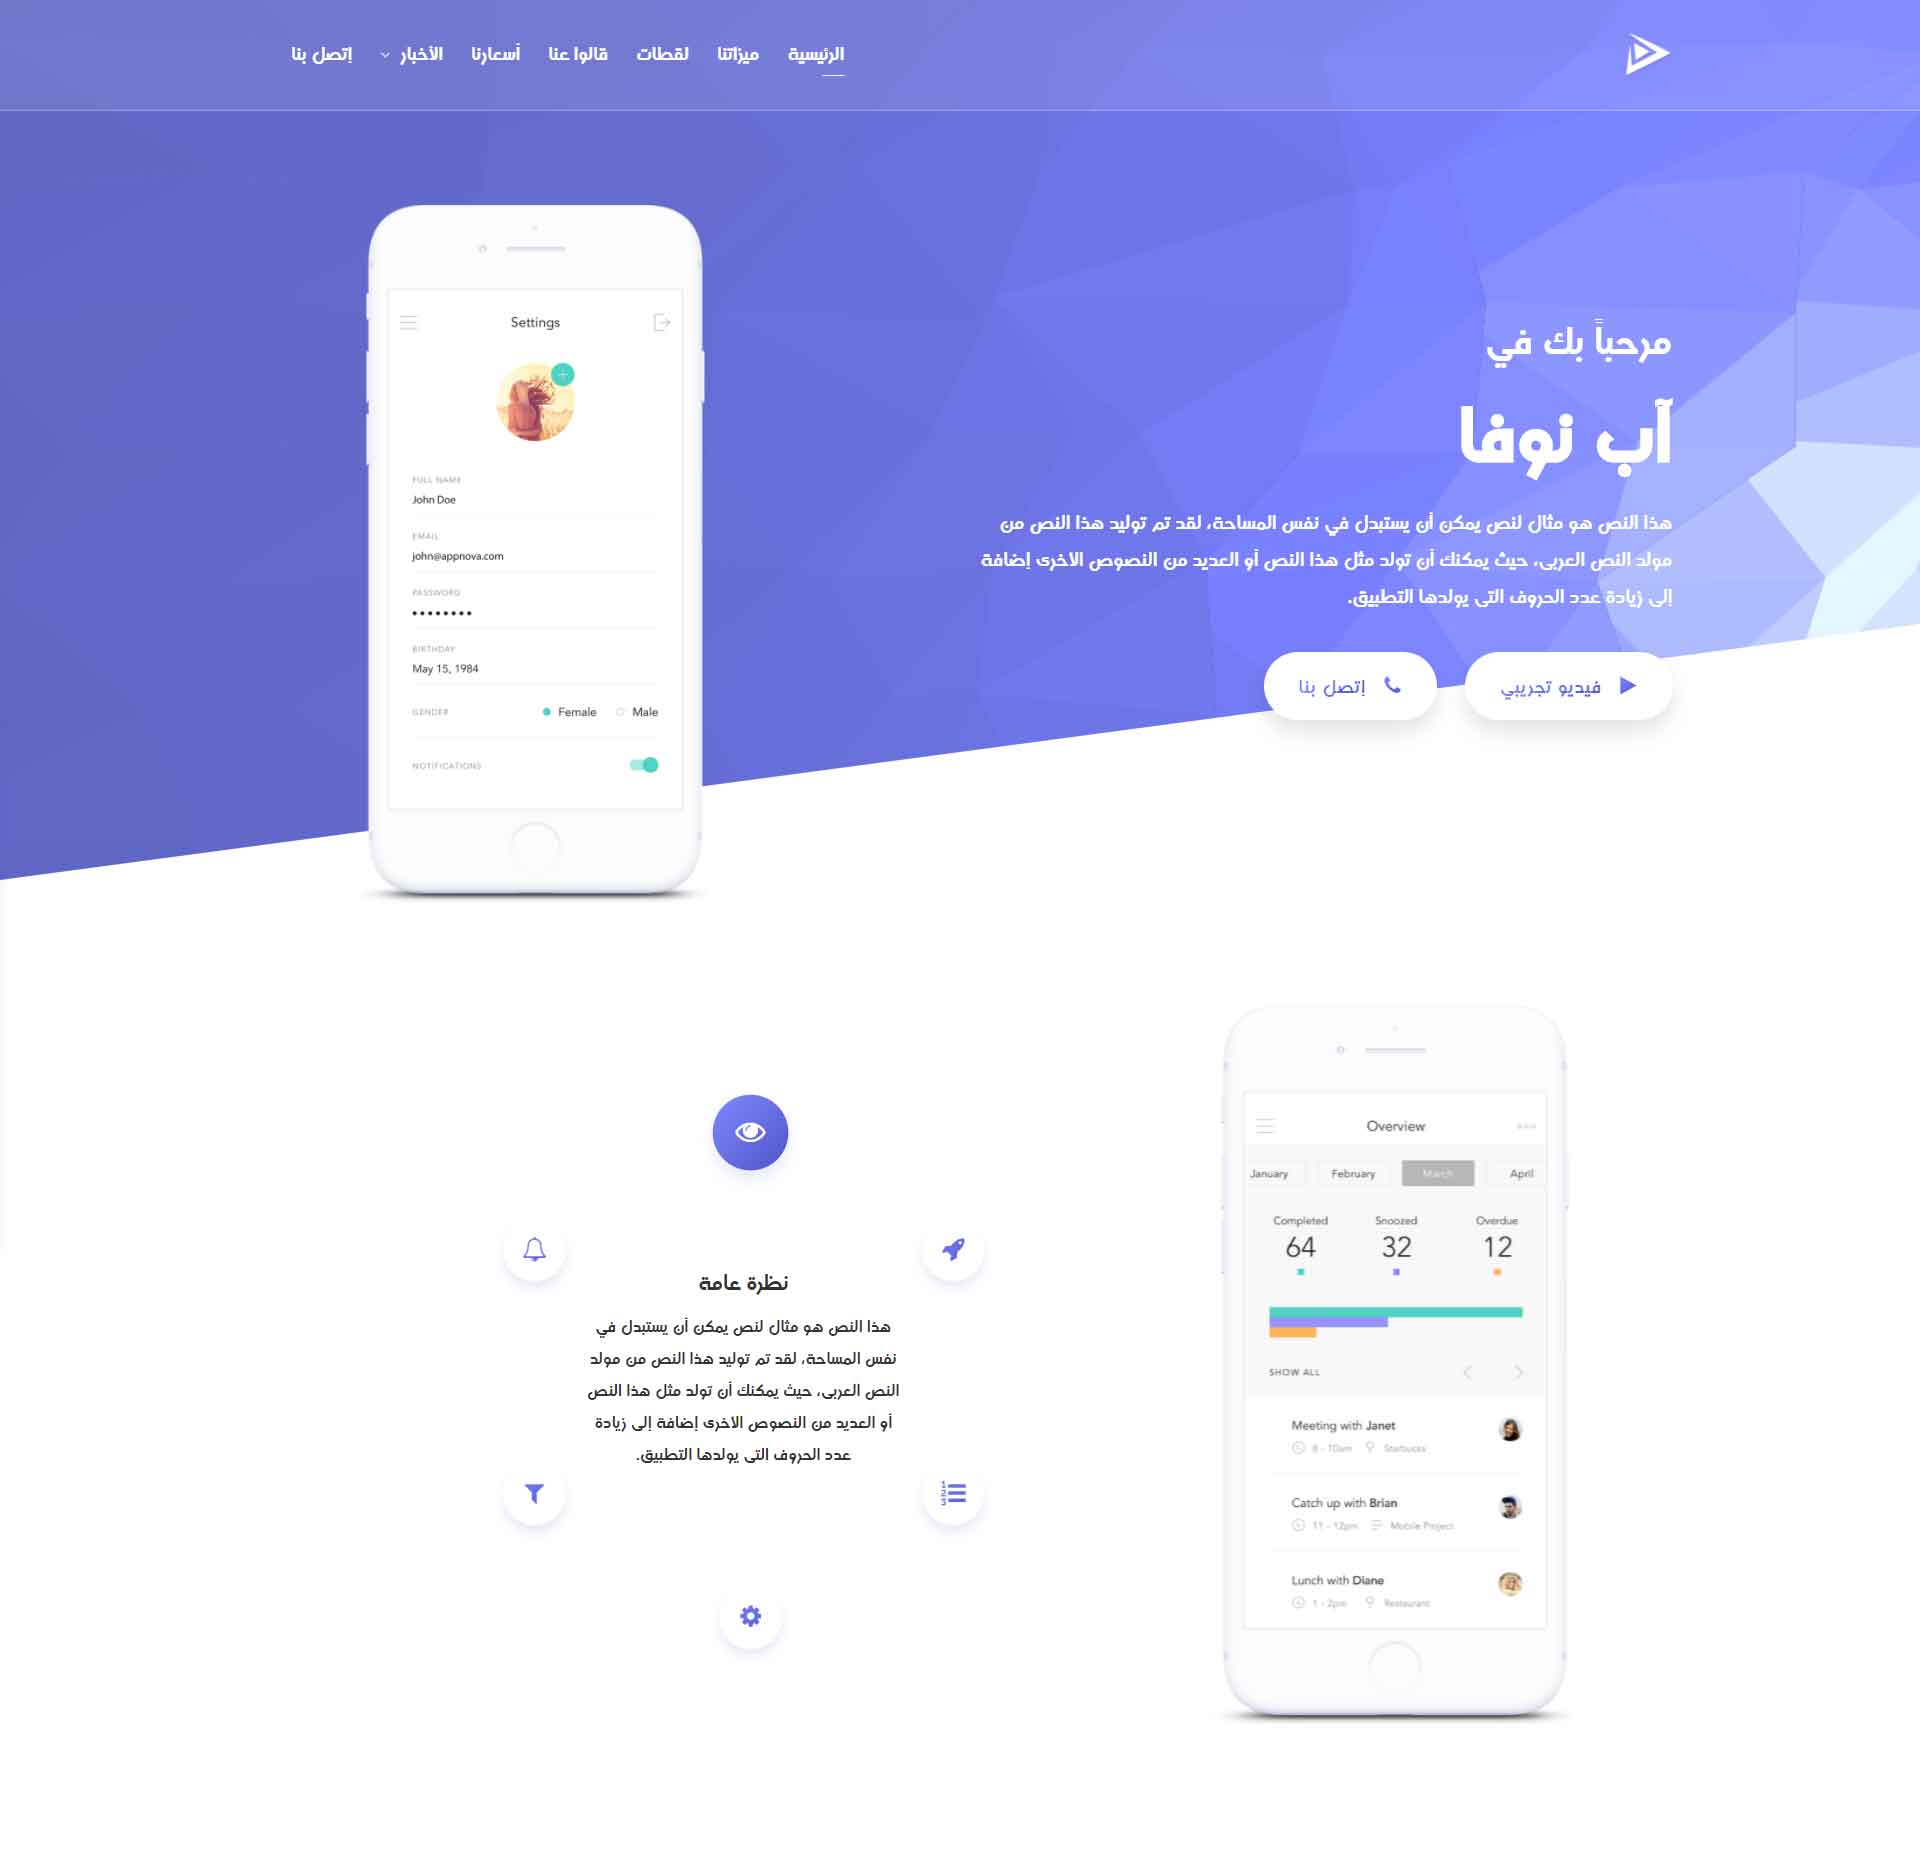 الرئيسية
ميزاتنا
لقطات
قالوا عنا
أسعارنا
الأخبار
إتصل بنا
مرحباً بك في
آب نوفا
هذا النص هو مثال لنص يمكن أن يستبدل في نفس المساحة، لقد تم توليد هذا النص من
مولد النص العربى، حيث يمكنك أن تولد مثل هذا النص أو العديد من النصوص الاخرى إضافة
إلى زيادة عدد الحروف التى يولدها التطبيق.
فيديو تجريبي
إتصل بنا
Settings
FULL NAME
John Doe
EMAIL
john@appnova.com
PASSWORD
BIRTHDAY
May 15, 1984
GENDER Female Male
NOTIFICATIONS
Overview
January February March April
Completed Snoozed Overdue
64 32 12
SHOW ALL
Meeting with Janet
8 - 10am Starbucks
Catch up with Brian
11 - 12pm Mobile Project
Lunch with Diane
1 - 2pm Restaurant
نظرة عامة
هذا النص هو مثال لنص يمكن أن يستبدل في
نفس المساحة، لقد تم توليد هذا النص من مولد
النص العربى، حيث يمكنك أن تولد مثل هذا النص
أو العديد من النصوص الاخرى إضافة إلى زيادة
عدد الحروف التى يولدها التطبيق.